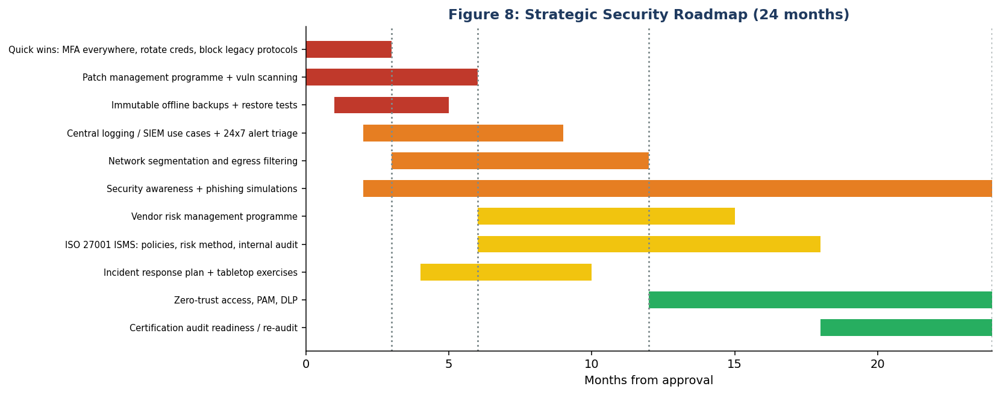 Figure 8: Strategic Security Roadmap (24 months)
Quick wins: MFA everywhere, rotate creds, block legacy protocols
Patch management programme + vuln scanning
Immutable offline backups + restore tests
Central logging / SIEM use cases + 24x7 alert triage
Network segmentation and egress filtering
Security awareness + phishing simulations
Vendor risk management programme
ISO 27001 ISMS: policies, risk method, internal audit
Incident response plan + tabletop exercises
Zero-trust access, PAM, DLP
Certification audit readiness / re-audit
0 5 10 15 20
Months from approval